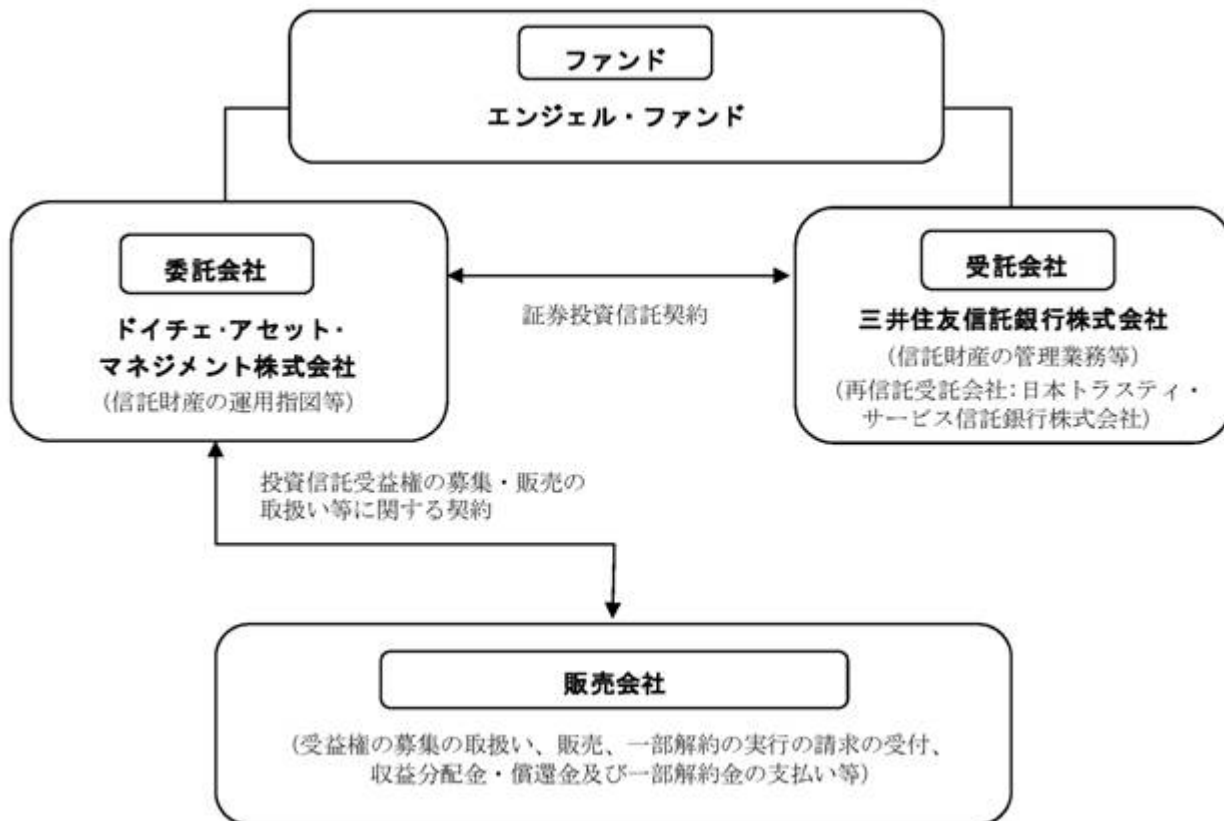 ファンド
エンジェル・ファンド
委託会社
ドイチェ・アセット・
マネジメント株式会社
(信託財産の運用指図等)
証券投資信託契約
受託会社
三井住友信託銀行株式会社
(信託財産の管理業務等)
(再信託受託会社:日本トラスティ・
サービス信託銀行株式会社)
投資信託受益権の募集・販売の
取扱い等に関する契約
販売会社
(受益権の募集の取扱い、販売、一部解約の実行の請求の受付、
収益分配金・償還金及び一部解約金の支払い等)